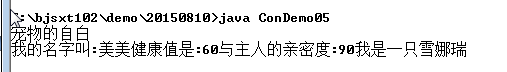 :\bjsxt102\demo\20150810>java ConDemo05
宠物的自白
我的名字叫:美美健康值是:60与主人的亲密度:90我是一只雪娜瑞